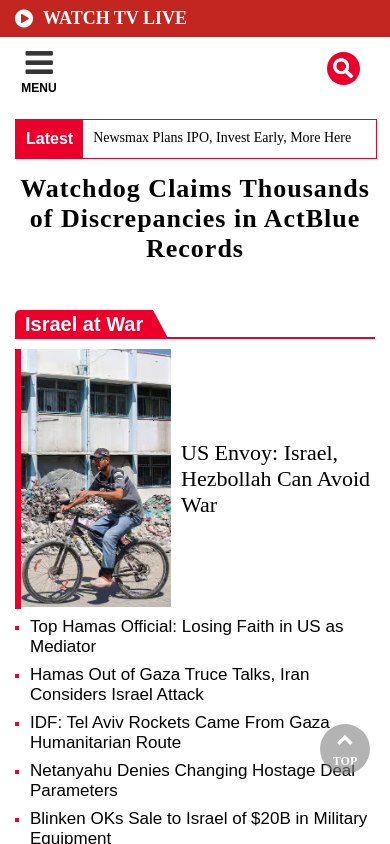 WATCH TV LIVE
MENU
Latest
Newsmax Plans IPO, Invest Early, More Here
Watchdog Claims Thousands
of Discrepancies in ActBlue
Records
Israel at War
US Envoy: Israel,
Hezbollah Can Avoid
War
Top Hamas Official: Losing Faith in US as
Mediator
Hamas Out of Gaza Truce Talks, Iran
Considers Israel Attack
IDF: Tel Aviv Rockets Came From Gaza
Humanitarian Route
Netanyahu Denies Changing Hostage Deal
Parameters
TOP
Blinken OKs Sale to Israel of $20B in Military
Equipment